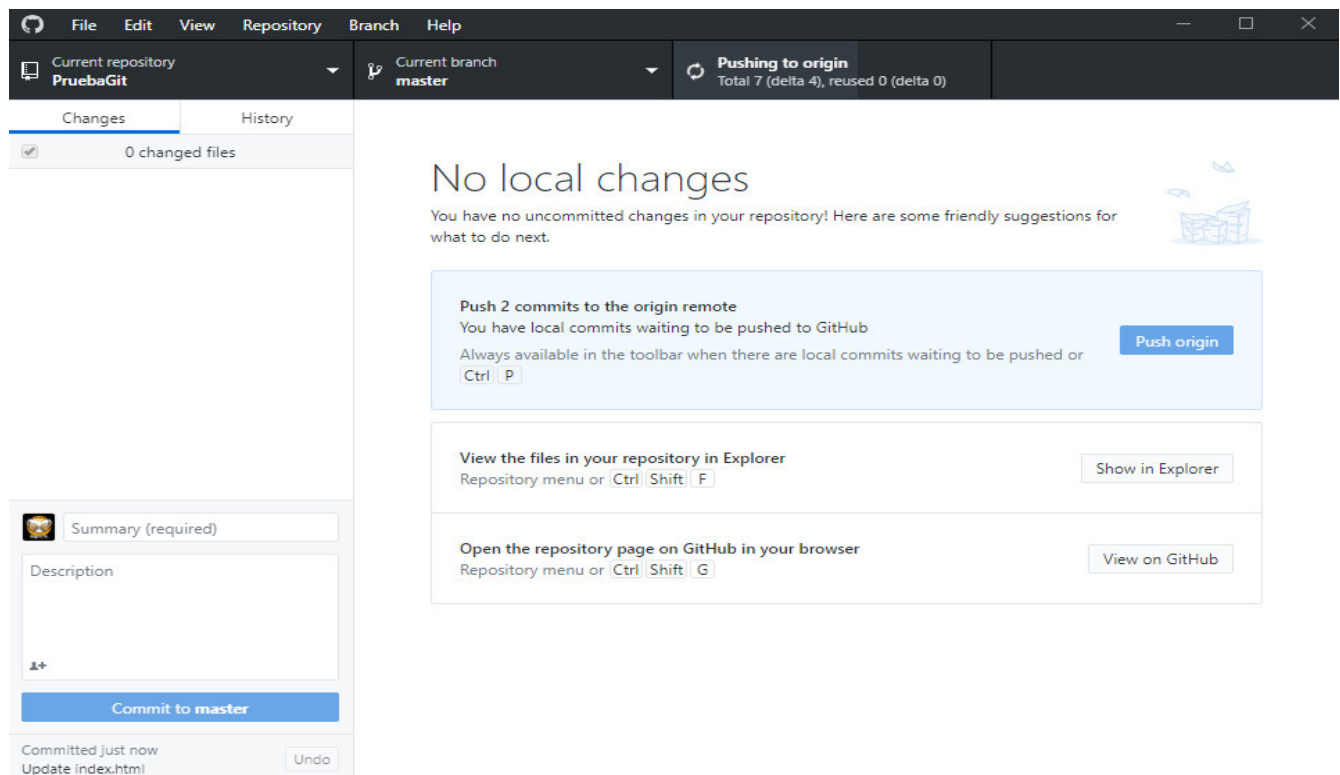 File Edit View Repository Branch Help
Current repository
PruebaGit
Current branch
master
Pushing to origin
Total 7 (delta 4), reused 0 (delta 0)
Changes History
0 changed files
No local changes
You have no uncommitted changes in your repository! Here are some friendly suggestions for
what to do next.
Push 2 commits to the origin remote
You have local commits waiting to be pushed to GitHub
Always available in the toolbar when there are local commits waiting to be pushed or
Ctrl P
Push origin
View the files in your repository in Explorer
Repository menu or Ctrl Shift F
Show in Explorer
Open the repository page on GitHub in your browser
Repository menu or Ctrl Shift G
View on GitHub
Summary (required)
Description
Commit to master
Committed just now
Update index.html
Undo